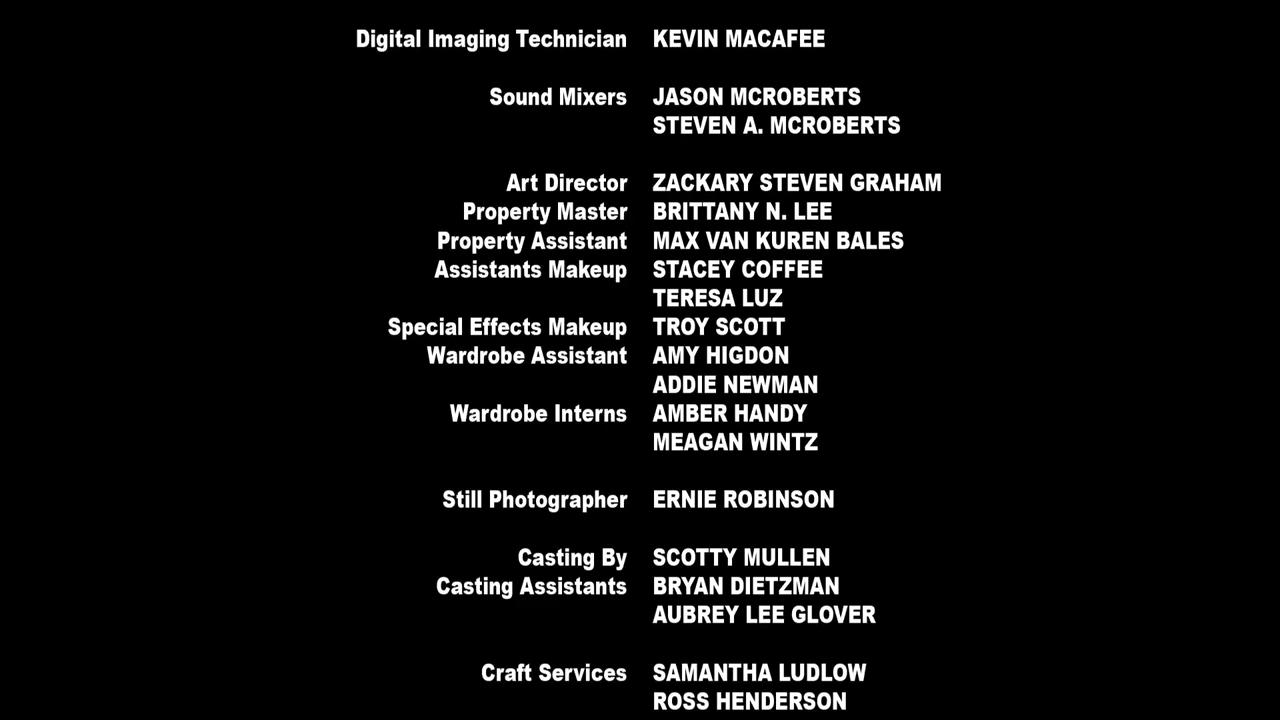 Digital Imaging Technician KEVIN MACAFEE
Sound Mixers JASON MCROBERTS
STEVEN A. MCROBERTS
Art Director ZACKARY STEVEN GRAHAM
Property Master BRITTANY N. LEE
Property Assistant MAX VAN KUREN BALES
Assistants Makeup STACEY COFFEE
TERESA LUZ
Special Effects Makeup TROY SCOTT
Wardrobe Assistant AMY HIGDON
ADDIE NEWMAN
Wardrobe Interns AMBER HANDY
MEAGAN WINTZ
Still Photographer ERNIE ROBINSON
Casting By SCOTTY MULLEN
Casting Assistants BRYAN DIETZMAN
AUBREY LEE GLOVER
Craft Services SAMANTHA LUDLOW
ROSS HENDERSON